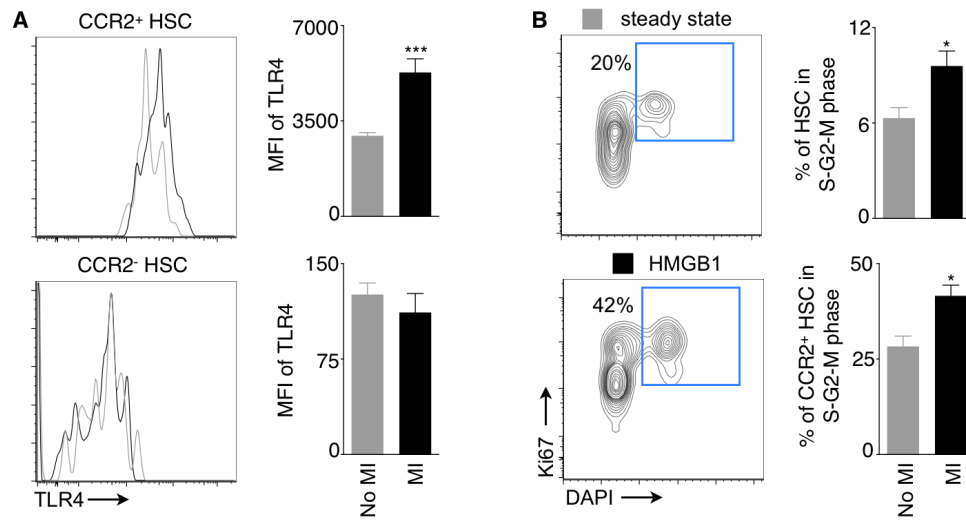 A
CCR2+ HSC
MFI of TLR4
7000
3500
0
***
CCR2- HSC
MFI of TLR4
150
75
0
TLR4
No MI
MI
B
steady state
20%
% of HSC in
S-G2-M phase
12
6
0
*
HMGB1
42%
Ki67
DAPI
% of CCR2+ HSC in
S-G2-M phase
50
25
0
*
No MI
MI